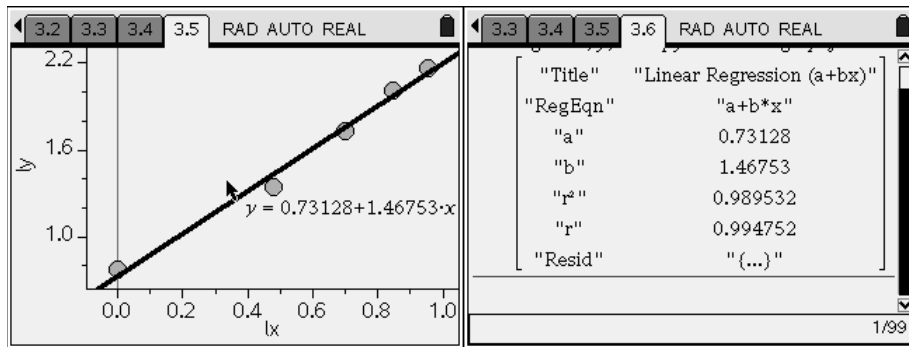 3.2 3.3 3.4 3.5 RAD AUTO REAL
2.2
1.6
1.0
ly
y = 0.73128+1.46753·x
0.0 0.2 0.4 0.6 0.8 1.0
lx
3.3 3.4 3.5 3.6 RAD AUTO REAL
"Title" "Linear Regression (a+bx)"
"RegEqn" "a+b*x"
"a" 0.73128
"b" 1.46753
"r²" 0.989532
"r" 0.994752
"Resid" "{...}"
1/99